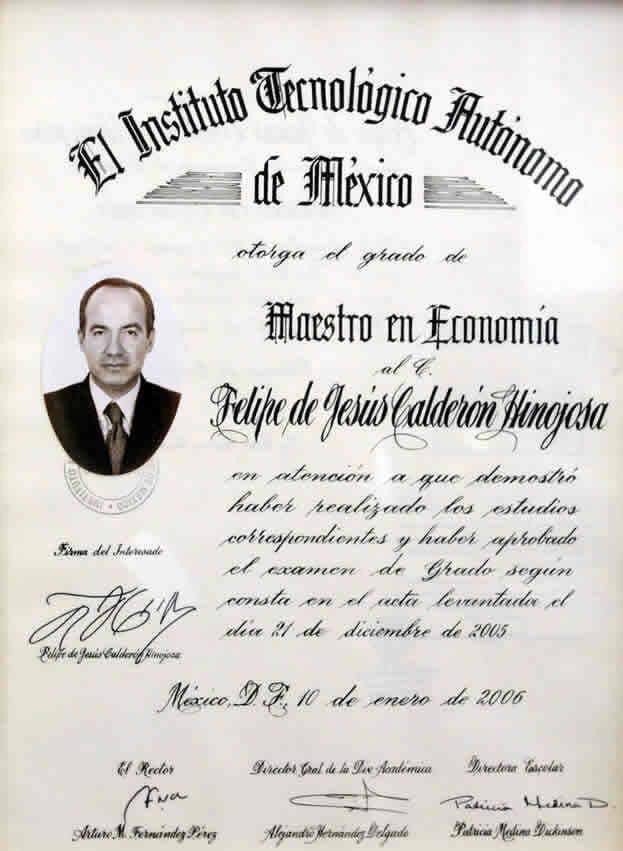 El Instituto Tecnológico Autónomo
de México
otorga el grado de
Maestro en Economía
al C.
Felipe de Jesús Calderón Hinojosa
en atención a que demostró
haber realizado los estudios
correspondientes y haber aprobado
el examen de Grado según
consta en el acta levantada el
día 21 de diciembre de 2005
Firma del Interesado
Felipe de Jesús Calderón Hinojosa
México, D. F., 10 de enero de 2006
El Rector Director Gral. de la Div. Académica Directora Escolar
Patricia Medina D.
Arturo M. Fernández Pérez Alejandro Hernández Delgado Patricia Medina Dickinson